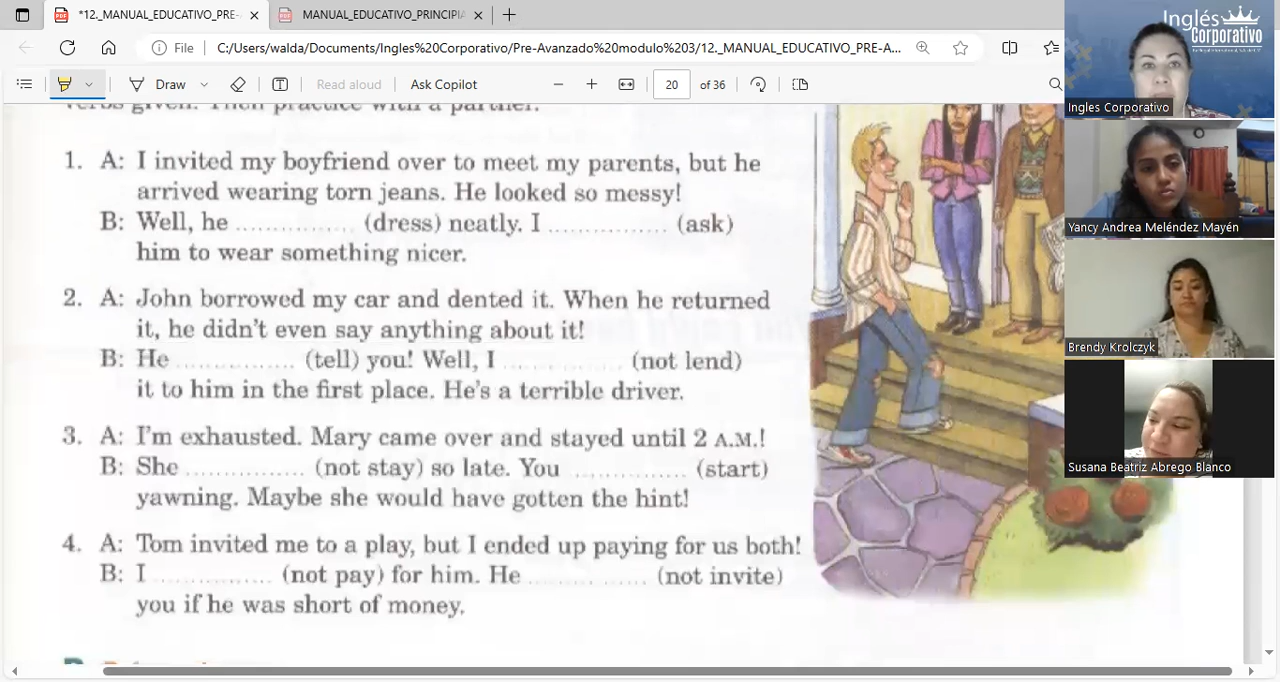 *12._MANUAL_EDUCATIVO_PRE-
MANUAL_EDUCATIVO_PRINCIPIA
File
C:/Users/walda/Documents/Ingles%20Corporativo/Pre-Avanzado%20modulo%203/12._MANUAL_EDUCATIVO_PRE-A...
Draw
Read aloud
Ask Copilot
20
of 36
verbs given. Then practice with a partner.
1. A: I invited my boyfriend over to meet my parents, but he
arrived wearing torn jeans. He looked so messy!
B: Well, he ............... (dress) neatly. I ............... (ask)
him to wear something nicer.
2. A: John borrowed my car and dented it. When he returned
it, he didn't even say anything about it!
B: He ............... (tell) you! Well, I ............... (not lend)
it to him in the first place. He's a terrible driver.
3. A: I'm exhausted. Mary came over and stayed until 2 A.M.!
B: She ............... (not stay) so late. You ............... (start)
yawning. Maybe she would have gotten the hint!
4. A: Tom invited me to a play, but I ended up paying for us both!
B: I ............... (not pay) for him. He ............... (not invite)
you if he was short of money.
Inglés
Corporativo
Ingles Corporativo
Yancy Andrea Meléndez Mayén
Brendy Krolczyk
Susana Beatriz Abrego Blanco